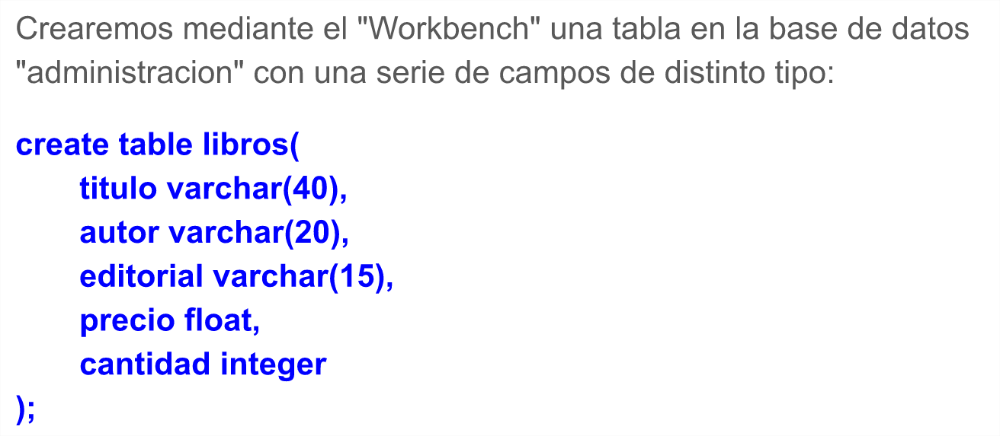 Crearemos mediante el "Workbench" una tabla en la base de datos
"administracion" con una serie de campos de distinto tipo:
create table libros(
titulo varchar(40),
autor varchar(20),
editorial varchar(15),
precio float,
cantidad integer
);